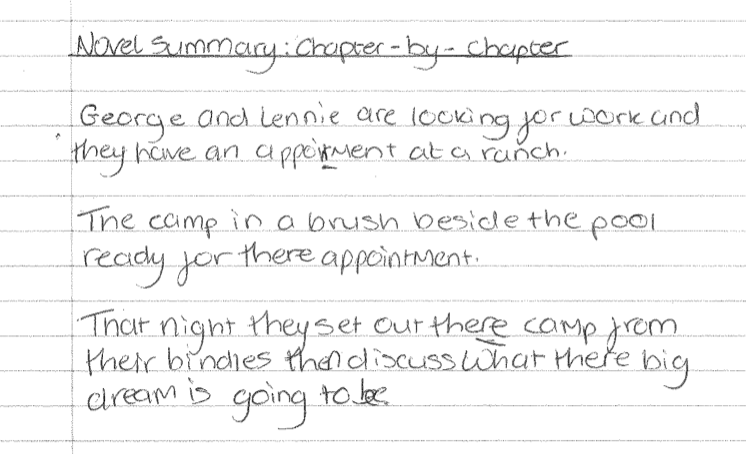 Novel Summary: Chapter-by-Chapter
George and Lennie are looking for work and
they have an appointment at a ranch.
The camp in a brush beside the pool
ready for there appointment.
That night they set out there camp from
their bindles then discuss what there big
dream is going to be